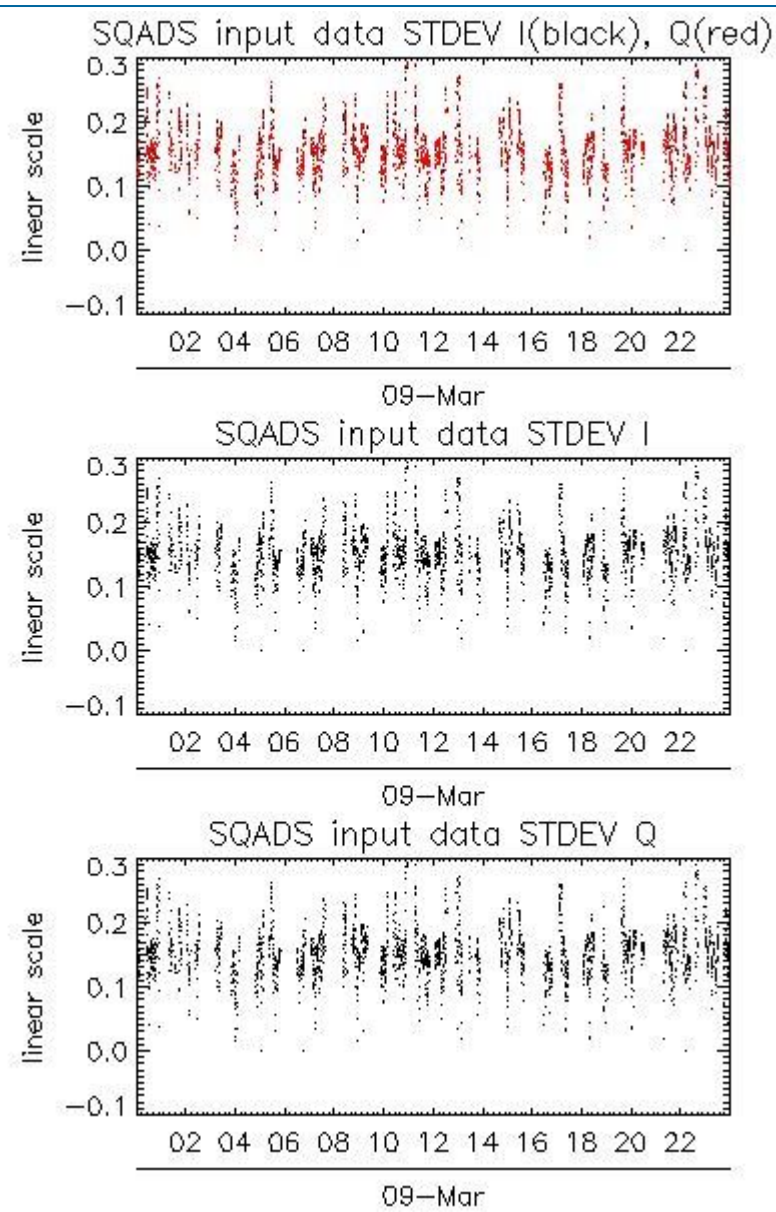 SQADS input data STDEV I(black), Q(red)
0.3
0.2
0.1
0.0
−0.1
linear scale
02 04 06 08 10 12 14 16 18 20 22
09−Mar
SQADS input data STDEV I
0.3
0.2
0.1
0.0
−0.1
linear scale
02 04 06 08 10 12 14 16 18 20 22
09−Mar
SQADS input data STDEV Q
0.3
0.2
0.1
0.0
−0.1
linear scale
02 04 06 08 10 12 14 16 18 20 22
09−Mar